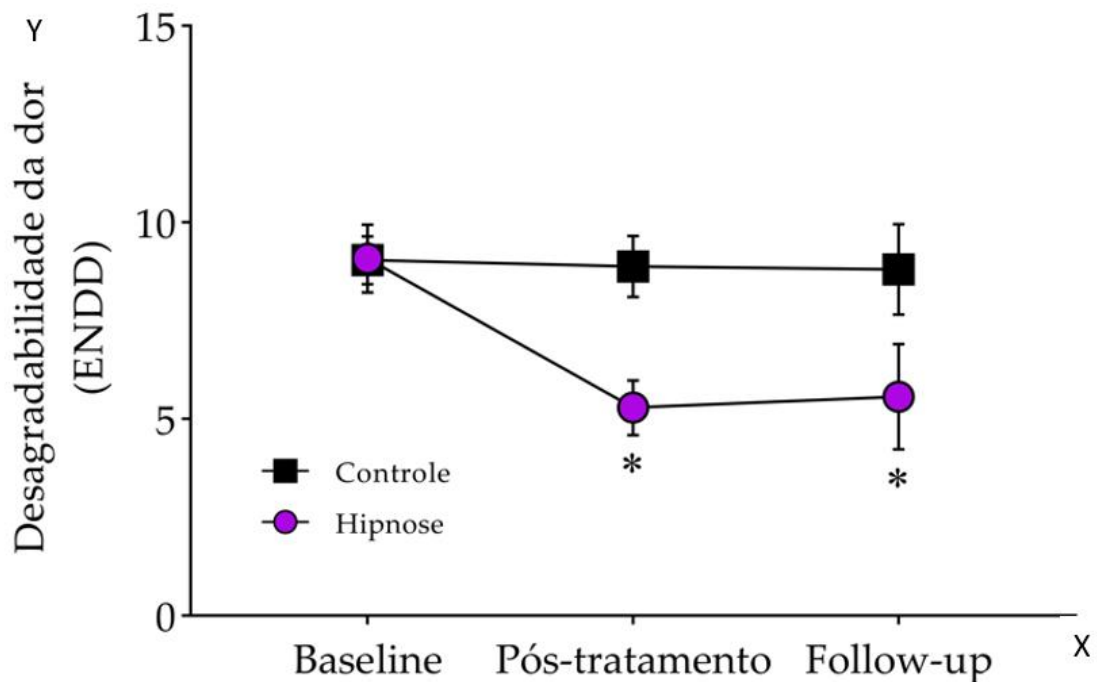 Y
Desagradabilidade da dor
(ENDD)
15
10
5
0
Controle
Hipnose
*
*
Baseline
Pós-tratamento
Follow-up
X